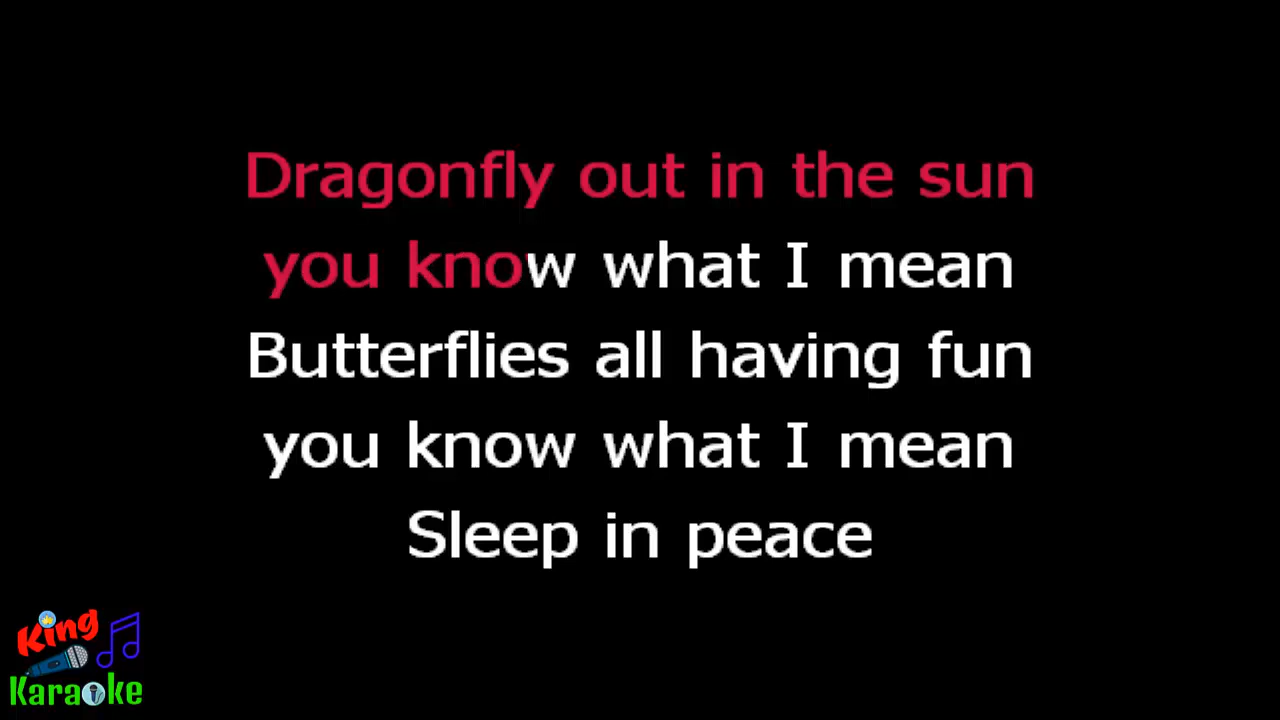 Dragonfly out in the sun
you know what I mean
Butterflies all having fun
you know what I mean
Sleep in peace
King
Karaoke